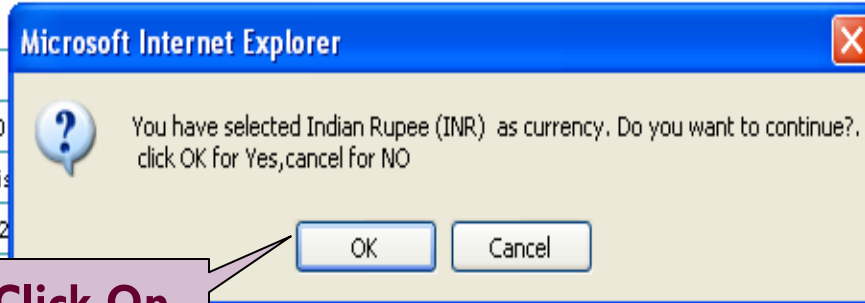 Microsoft Internet Explorer
You have selected Indian Rupee (INR) as currency. Do you want to continue?.
click OK for Yes,cancel for NO
OK Cancel
Click On